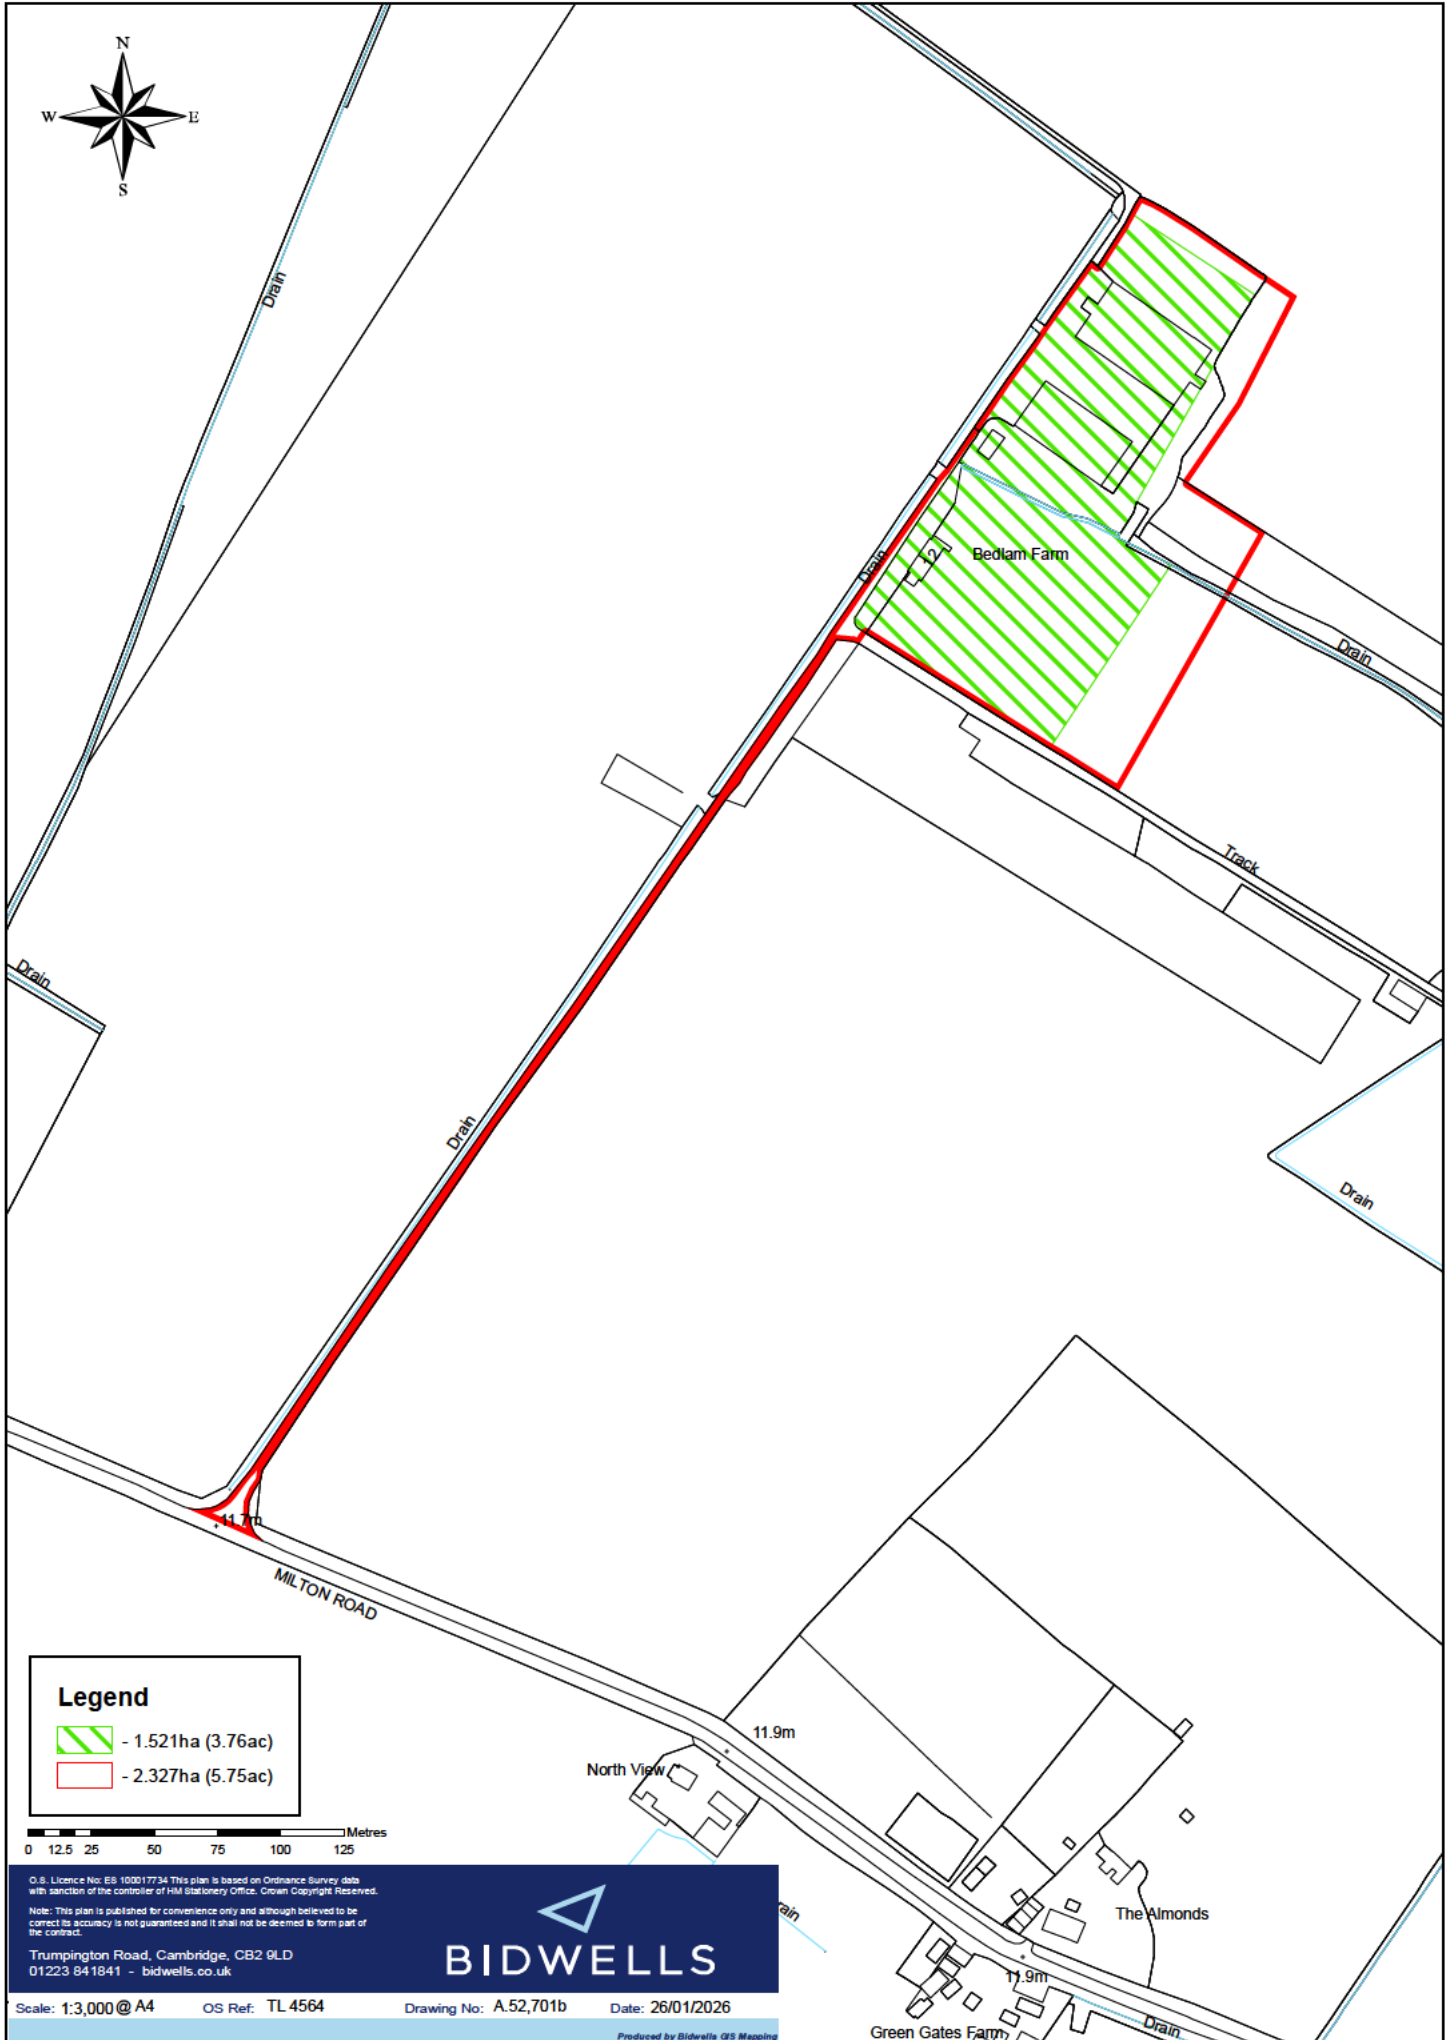 N
W E
S
Drain
Drain
12
Bedlam Farm
Drain
Track
Drain
Drain
Drain
11.7m
MILTON ROAD
Legend
- 1.521ha (3.76ac)
- 2.327ha (5.75ac)
11.9m
North View
Metres
0 12.5 25 50 75 100 125
O.S. Licence No: ES 100017734 This plan is based on Ordnance Survey data
with sanction of the controller of HM Stationery Office. Crown Copyright Reserved.
Note: This plan is published for convenience only and although believed to be
correct its accuracy is not guaranteed and it shall not be deemed to form part of
the contract.
Trumpington Road, Cambridge, CB2 9LD
01223 841841 - bidwells.co.uk
BIDWELLS
rain
The Almonds
11.9m
Scale: 1:3,000 @ A4 OS Ref: TL 4564 Drawing No: A.52,701b Date: 26/01/2026
Produced by Bidwells GIS Mapping
Green Gates Farm
Drain